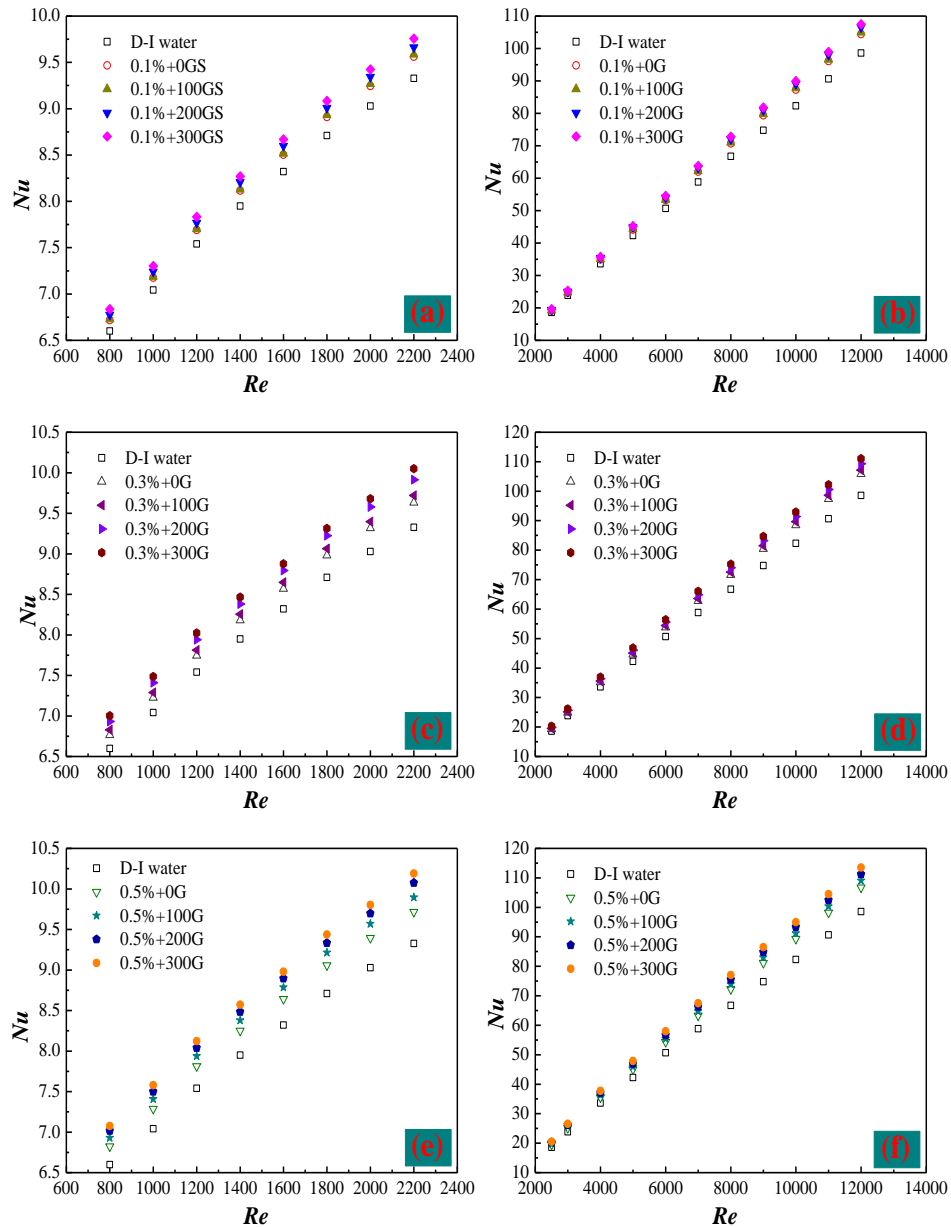 10.0
9.5
9.0
8.5
8.0
7.5
7.0
6.5
Nu
D-I water
0.1%+0GS
0.1%+100GS
0.1%+200GS
0.1%+300GS
(a)
600 800 1000 1200 1400 1600 1800 2000 2200 2400
Re
110
100
90
80
70
60
50
40
30
20
10
Nu
D-I water
0.1%+0G
0.1%+100G
0.1%+200G
0.1%+300G
(b)
2000 4000 6000 8000 10000 12000 14000
Re
10.5
10.0
9.5
9.0
8.5
8.0
7.5
7.0
6.5
Nu
D-I water
0.3%+0G
0.3%+100G
0.3%+200G
0.3%+300G
(c)
600 800 1000 1200 1400 1600 1800 2000 2200 2400
Re
120
110
100
90
80
70
60
50
40
30
20
10
Nu
D-I water
0.3%+0G
0.3%+100G
0.3%+200G
0.3%+300G
(d)
2000 4000 6000 8000 10000 12000 14000
Re
10.5
10.0
9.5
9.0
8.5
8.0
7.5
7.0
6.5
Nu
D-I water
0.5%+0G
0.5%+100G
0.5%+200G
0.5%+300G
(e)
600 800 1000 1200 1400 1600 1800 2000 2200 2400
Re
120
110
100
90
80
70
60
50
40
30
20
10
Nu
D-I water
0.5%+0G
0.5%+100G
0.5%+200G
0.5%+300G
(f)
2000 4000 6000 8000 10000 12000 14000
Re